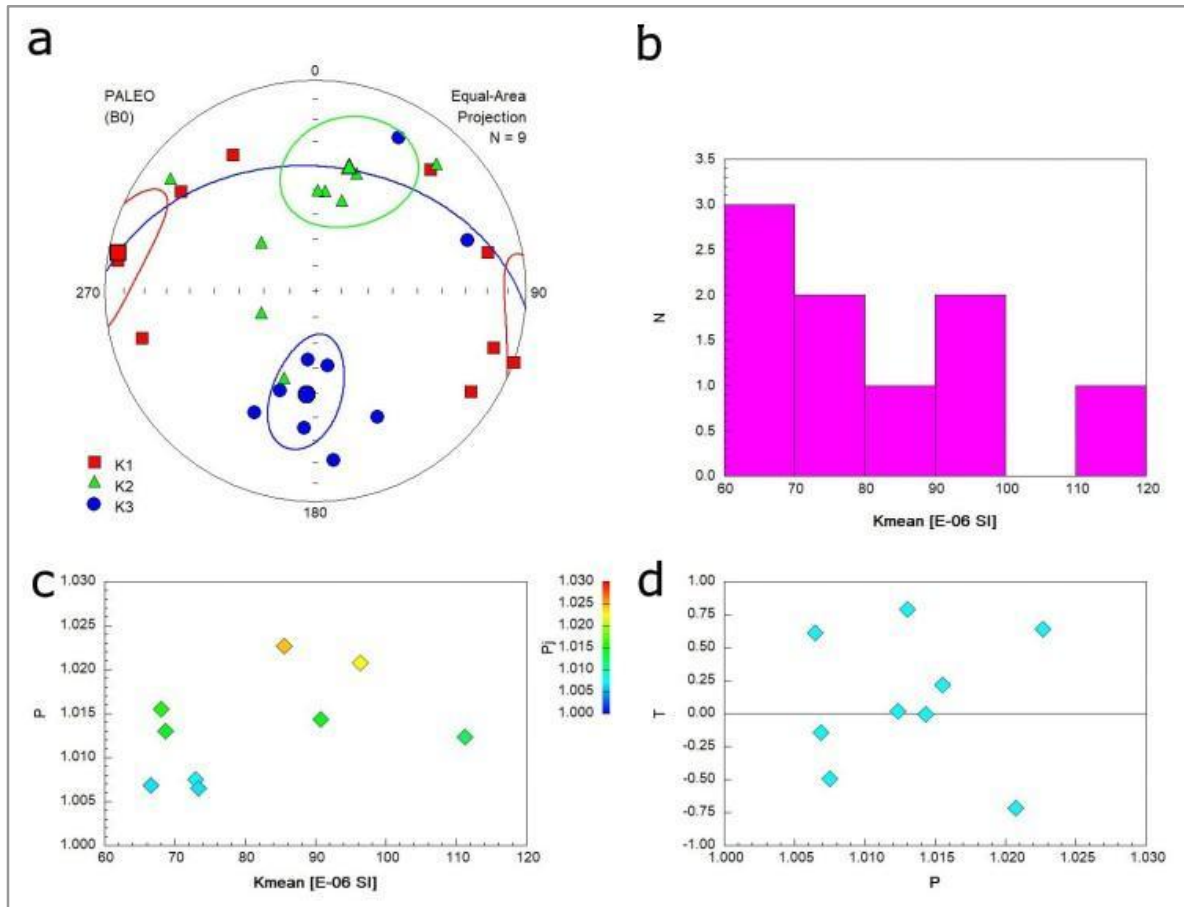 a
0
PALEO
(B0)
Equal-Area
Projection
N = 9
270
90
180
K1
K2
K3
b
3.5
3.0
2.5
2.0
1.5
1.0
0.5
0.0
N
60
70
80
90
100
110
120
Kmean [E-06 SI]
c
1.030
1.025
1.020
1.015
1.010
1.005
1.000
P
60
70
80
90
100
110
120
Kmean [E-06 SI]
Pj
1.030
1.025
1.020
1.015
1.010
1.005
1.000
d
1.00
0.75
0.50
0.25
0.00
-0.25
-0.50
-0.75
-1.00
T
1.000
1.005
1.010
1.015
1.020
1.025
1.030
P